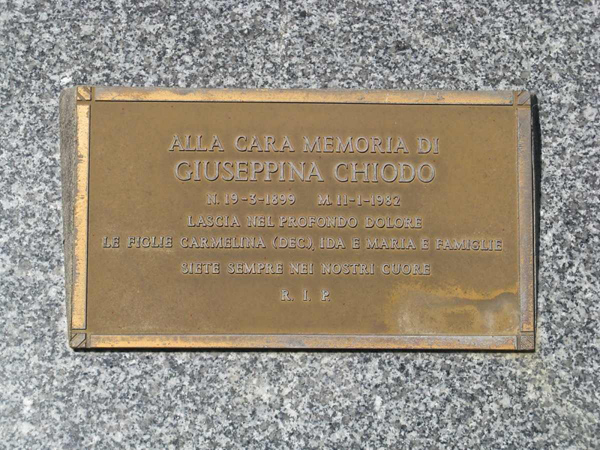 ALLA CARA MEMORIA DI
GIUSEPPINA CHIODO
N. 19-3-1899 M. 11-1-1982
LASCIA NEL PROFONDO DOLORE
LE FIGLIE CARMELINA (DEC.), IDA E MARIA E FAMIGLIE
SIETE SEMPRE NEI NOSTRI CUORE
R. I. P.